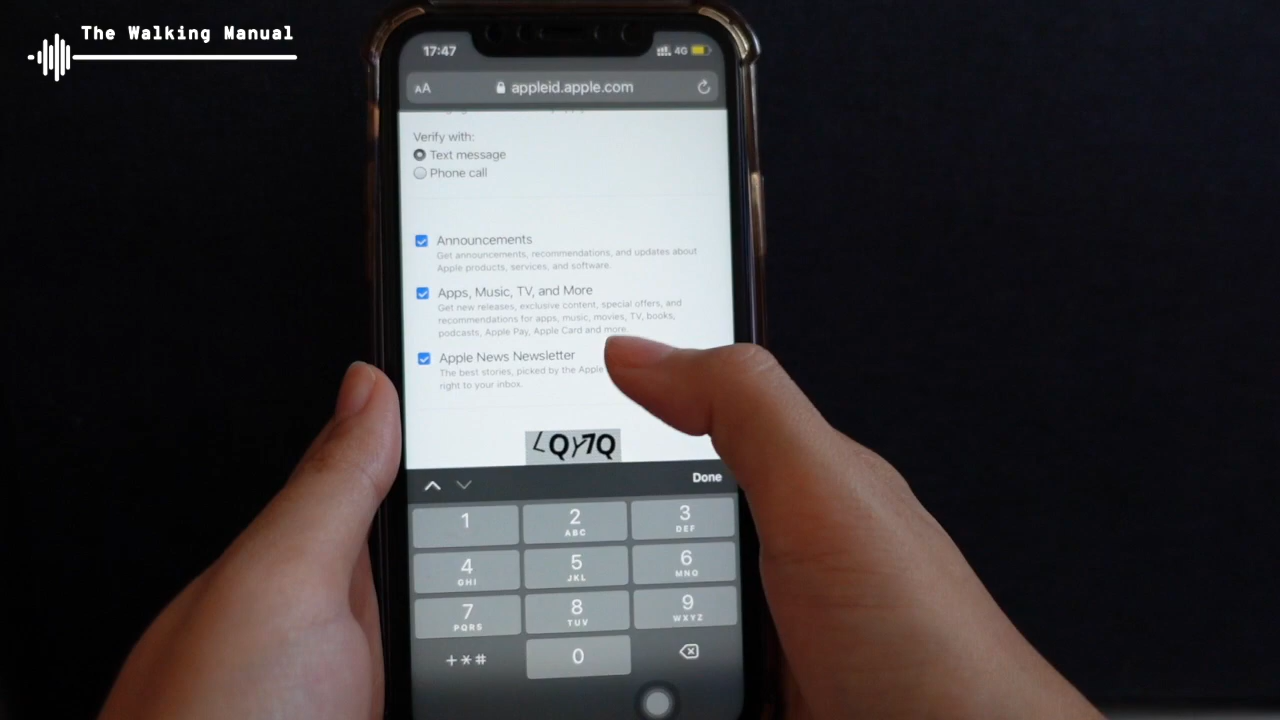 The Walking Manual
17:47
4G
AA
appleid.apple.com
Verify with:
Text message
Phone call
Announcements
Get announcements, recommendations, and updates about
Apple products, services, and software.
Apps, Music, TV, and More
Get new releases, exclusive content, special offers, and
recommendations for apps, music, movies, TV, books,
podcasts, Apple Pay, Apple Card and more.
Apple News Newsletter
The best stories, picked by the Apple
right to your inbox.
Done
1
2
ABC
3
DEF
4
GHI
5
JKL
6
MNO
7
PQRS
8
TUV
9
WXYZ
+*#
0